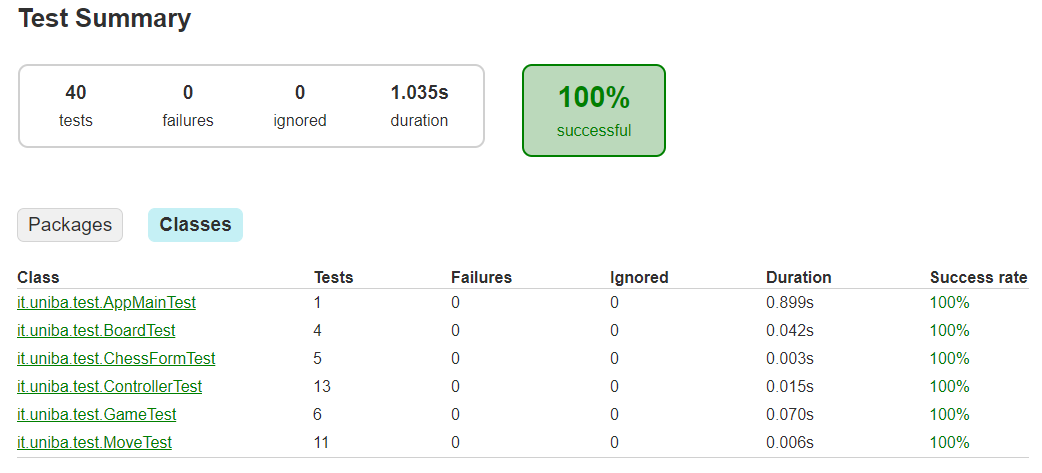 Test Summary
40 0 0 1.035s
tests failures ignored duration
100%
successful
Packages Classes
Class Tests Failures Ignored Duration Success rate
it.uniba.test.AppMainTest 1 0 0 0.899s 100%
it.uniba.test.BoardTest 4 0 0 0.042s 100%
it.uniba.test.ChessFormTest 5 0 0 0.003s 100%
it.uniba.test.ControllerTest 13 0 0 0.015s 100%
it.uniba.test.GameTest 6 0 0 0.070s 100%
it.uniba.test.MoveTest 11 0 0 0.006s 100%